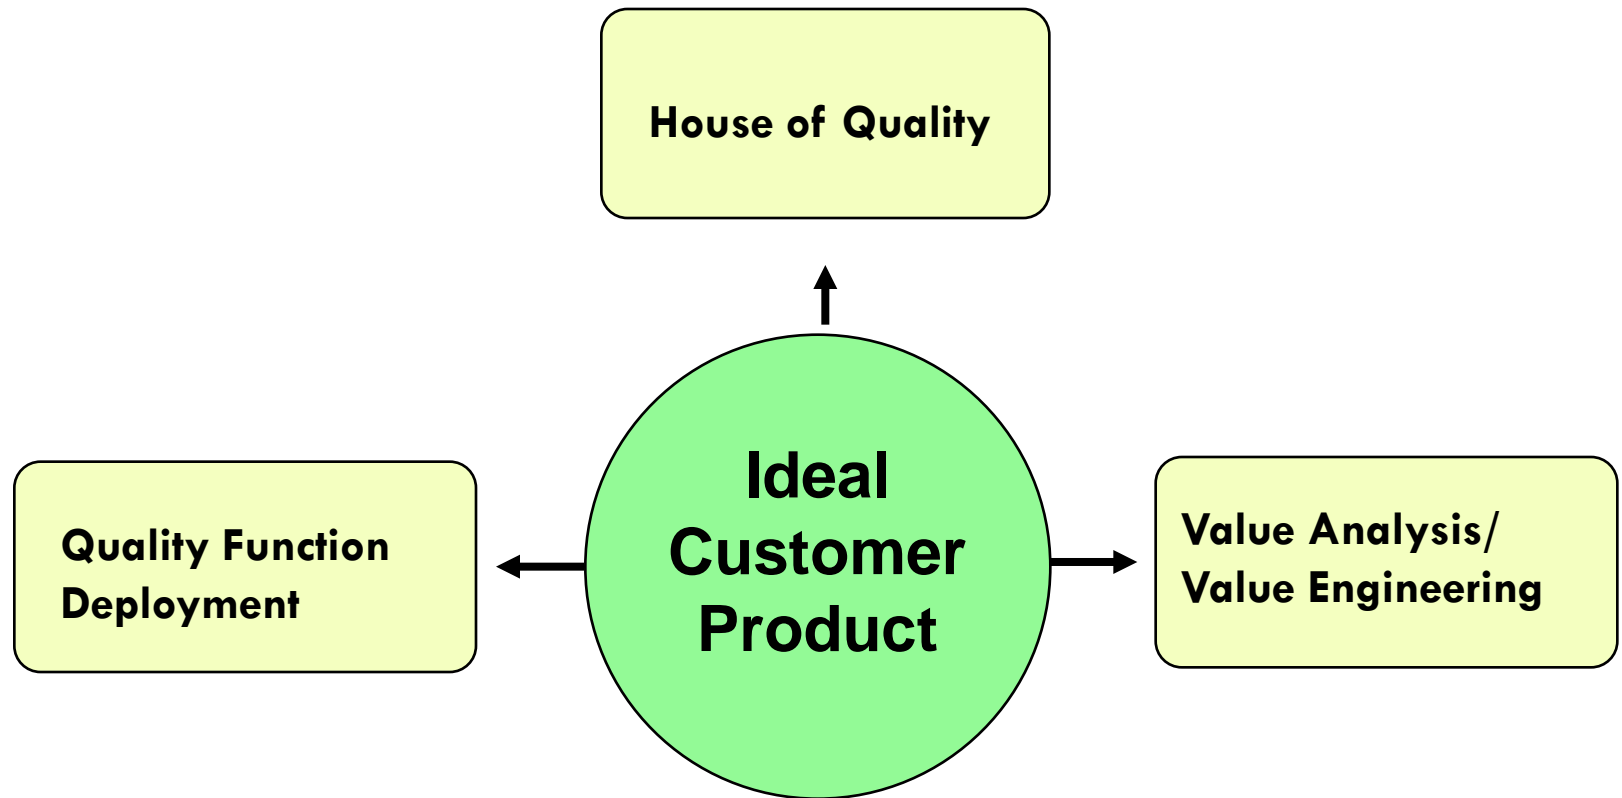 House of Quality
Ideal
Customer
Product
Quality Function
Deployment
Value Analysis/
Value Engineering